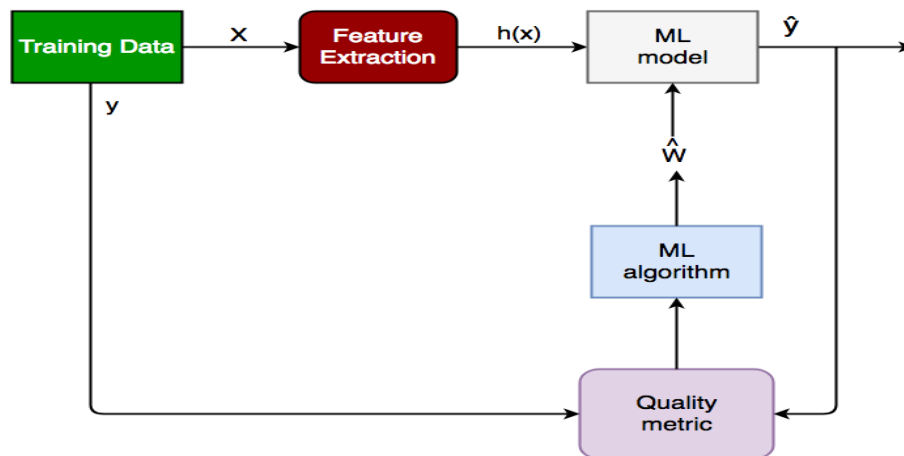 Training Data
x
Feature
Extraction
h(x)
ML
model
ŷ
y
ŵ
ML
algorithm
Quality
metric